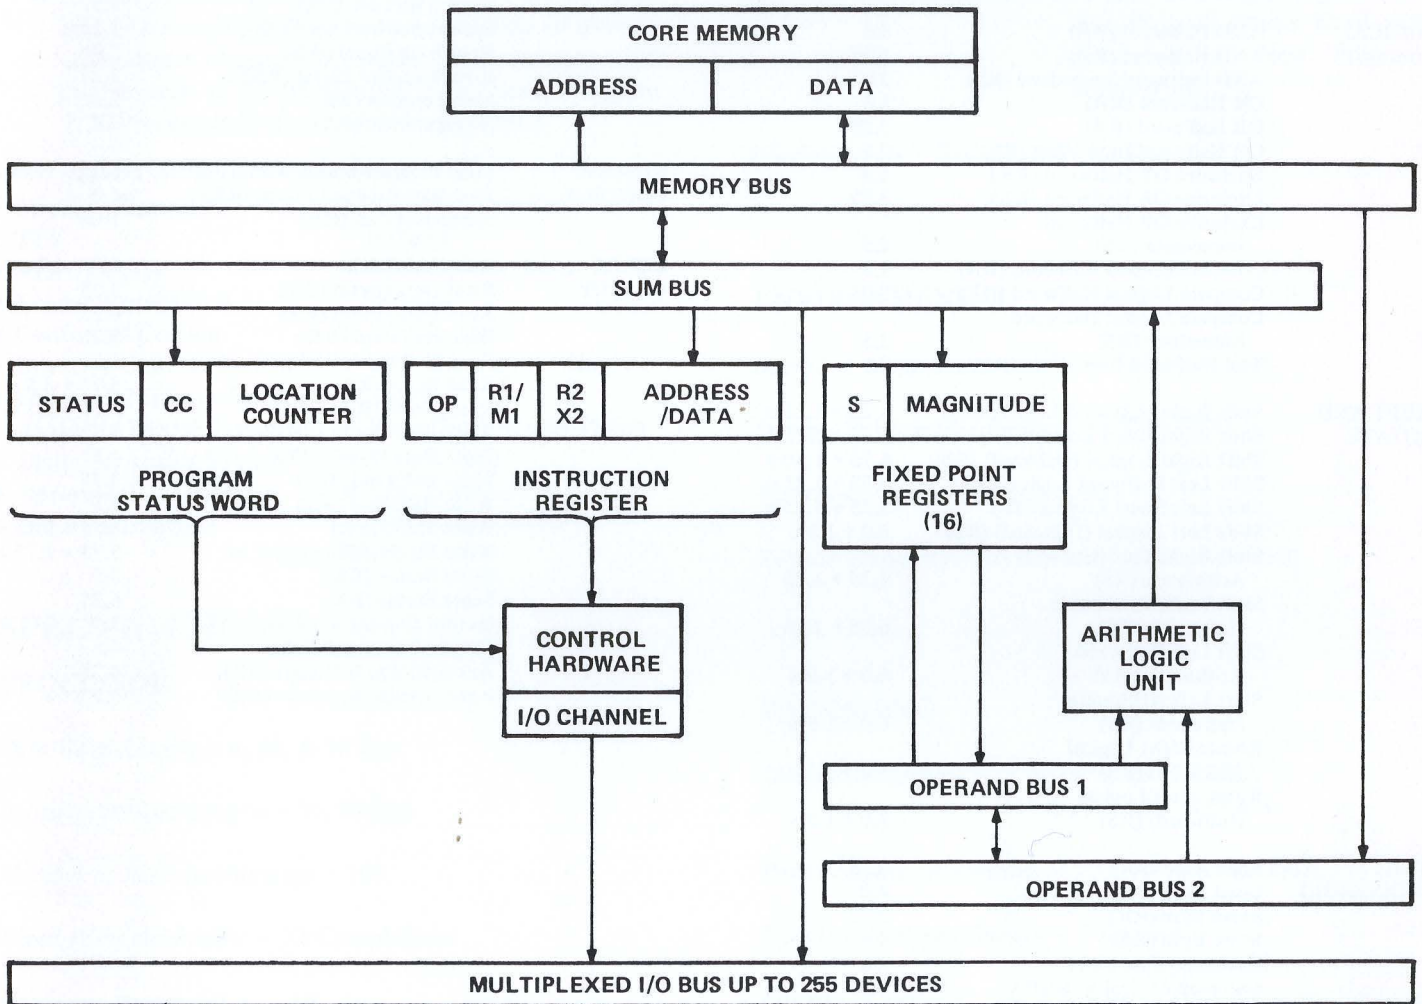 CORE MEMORY
ADDRESS
DATA
MEMORY BUS
SUM BUS
STATUS
CC
LOCATION
COUNTER
OP
R1/
M1
R2
X2
ADDRESS
/DATA
S
MAGNITUDE
PROGRAM
STATUS WORD
INSTRUCTION
REGISTER
FIXED POINT
REGISTERS
(16)
CONTROL
HARDWARE
I/O CHANNEL
ARITHMETIC
LOGIC
UNIT
OPERAND BUS 1
OPERAND BUS 2
MULTIPLEXED I/O BUS UP TO 255 DEVICES